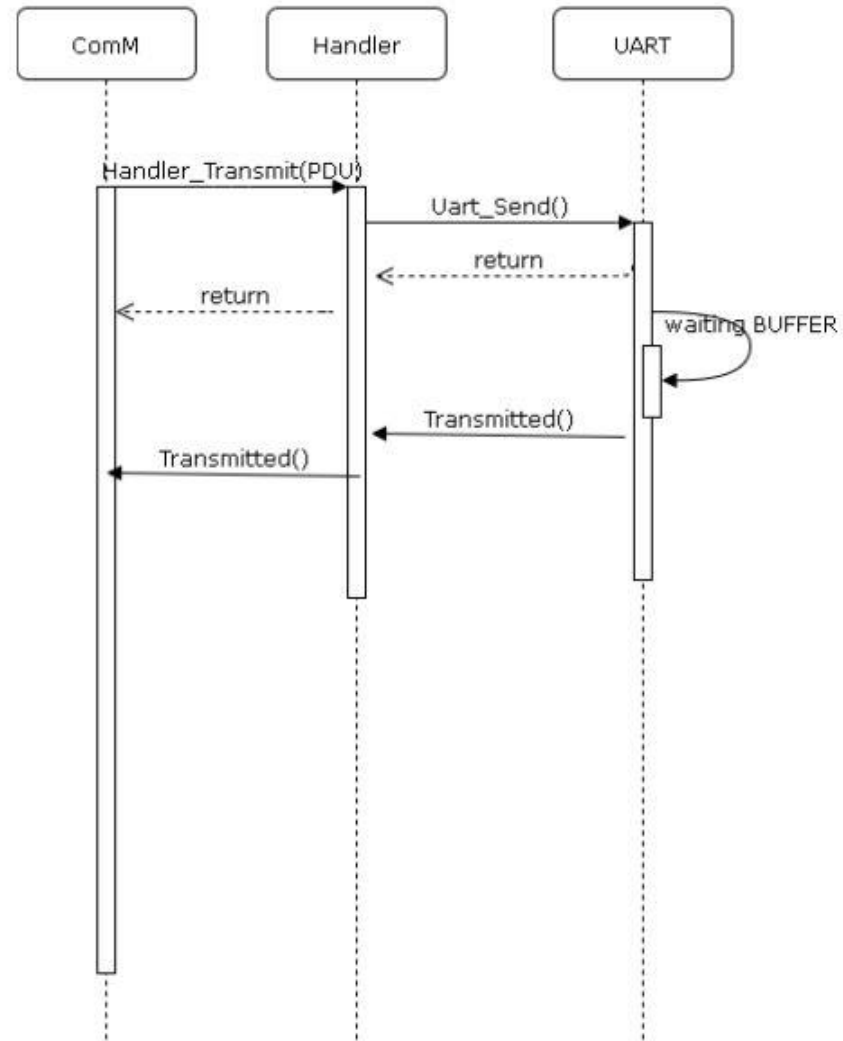 ComM
Handler
UART
Handler_Transmit(PDU)
Uart_Send()
return
return
waiting BUFFER
Transmitted()
Transmitted()